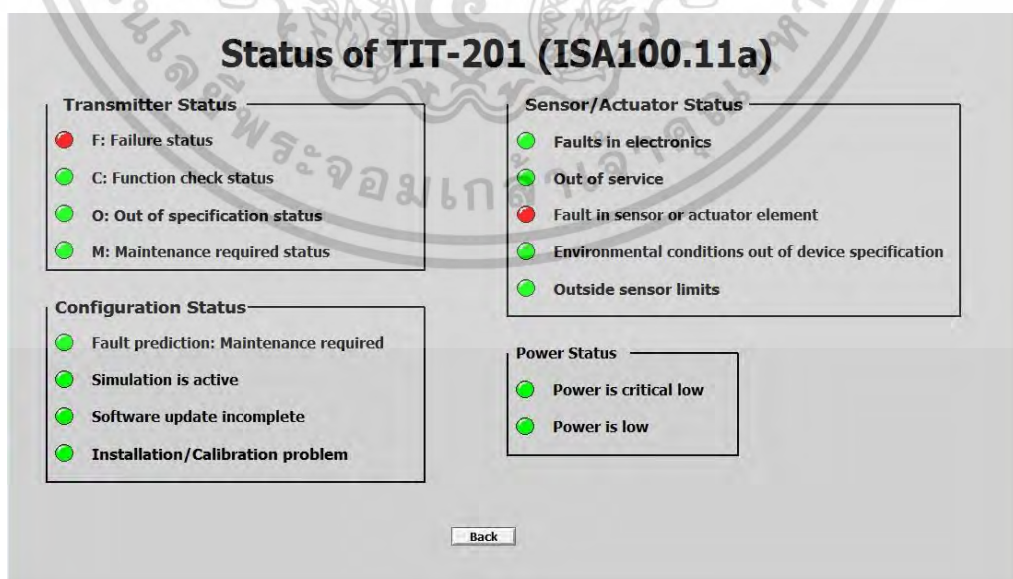 Status of TIT-201 (ISA100.11a)
Transmitter Status
F: Failure status
C: Function check status
O: Out of specification status
M: Maintenance required status
Sensor/Actuator Status
Faults in electronics
Out of service
Fault in sensor or actuator element
Environmental conditions out of device specification
Outside sensor limits
Configuration Status
Fault prediction: Maintenance required
Simulation is active
Software update incomplete
Installation/Calibration problem
Power Status
Power is critical low
Power is low
Back